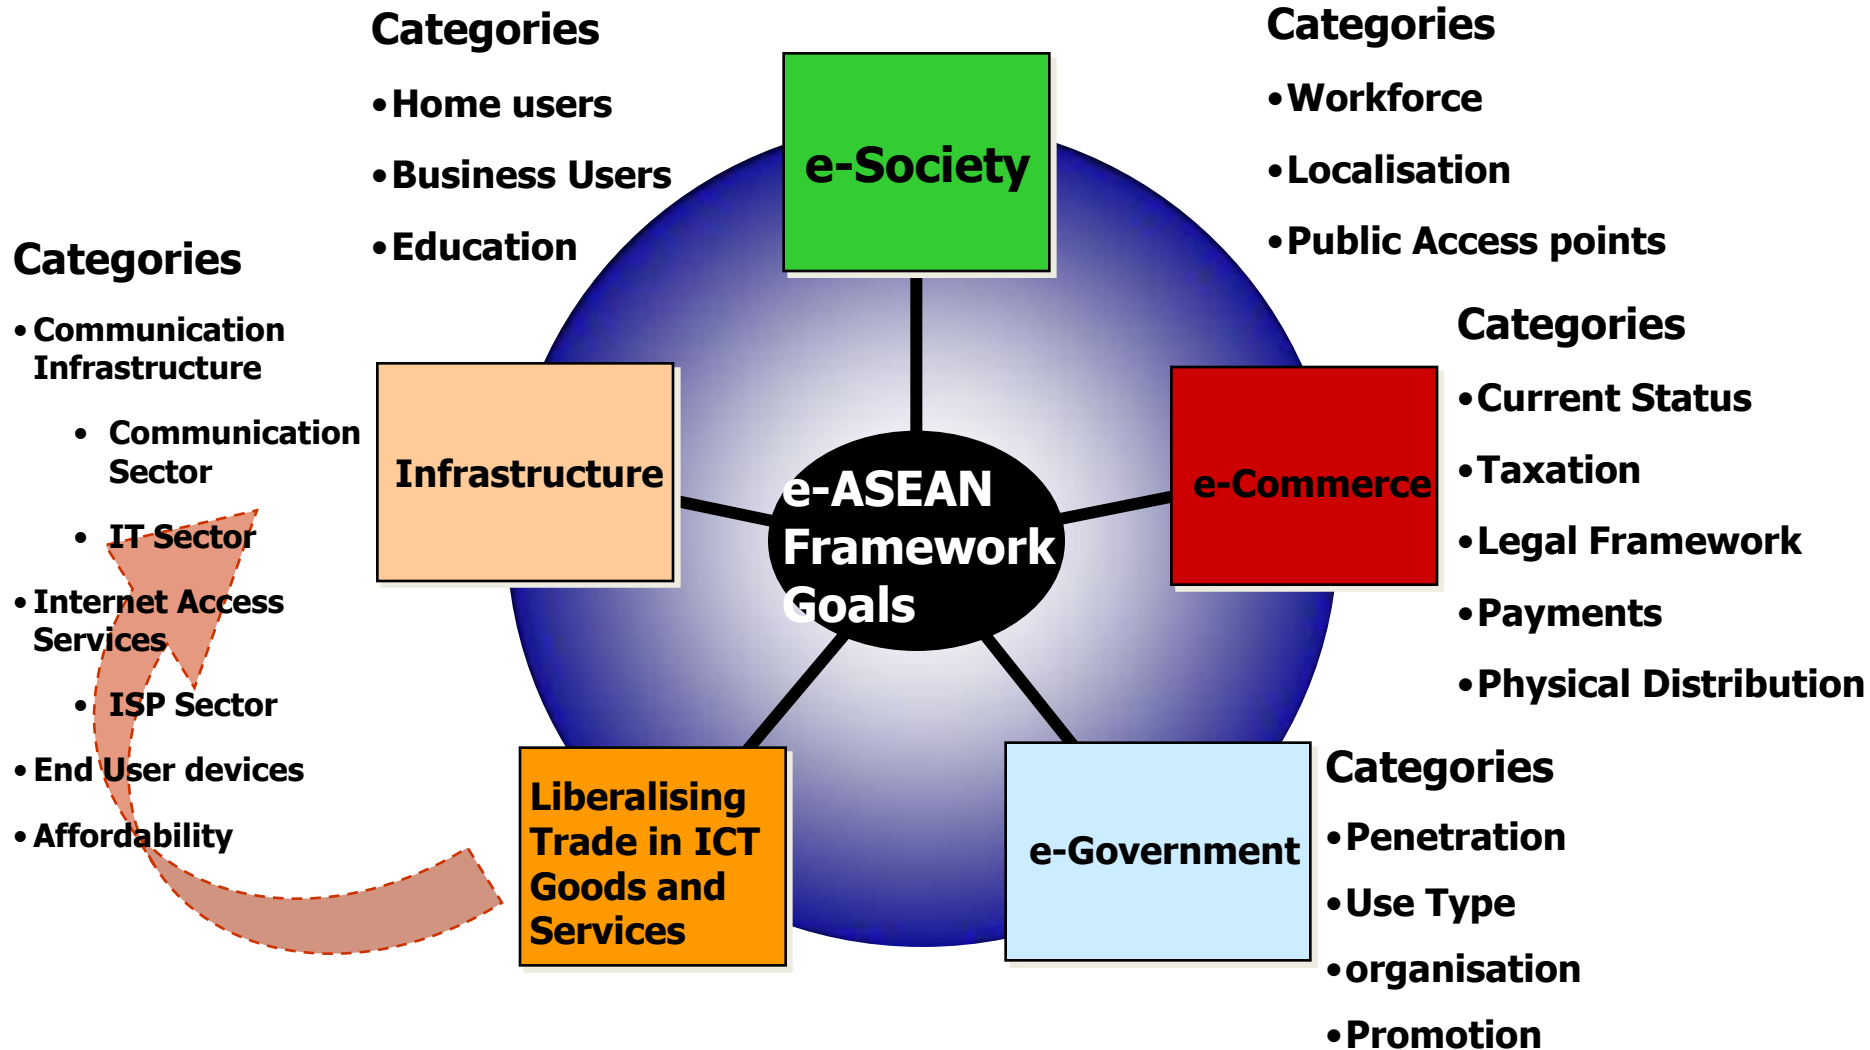 Categories
•Home users
•Business Users
•Education
e-Society
Categories
•Workforce
•Localisation
•Public Access points
Categories
•Communication
Infrastructure
• Communication
Sector
• IT Sector
•Internet Access
Services
• ISP Sector
•End User devices
•Affordability
Infrastructure
e-ASEAN
Framework
Goals
e-Commerce
Categories
•Current Status
•Taxation
•Legal Framework
•Payments
•Physical Distribution
Liberalising
Trade in ICT
Goods and
Services
e-Government
Categories
•Penetration
•Use Type
•organisation
•Promotion